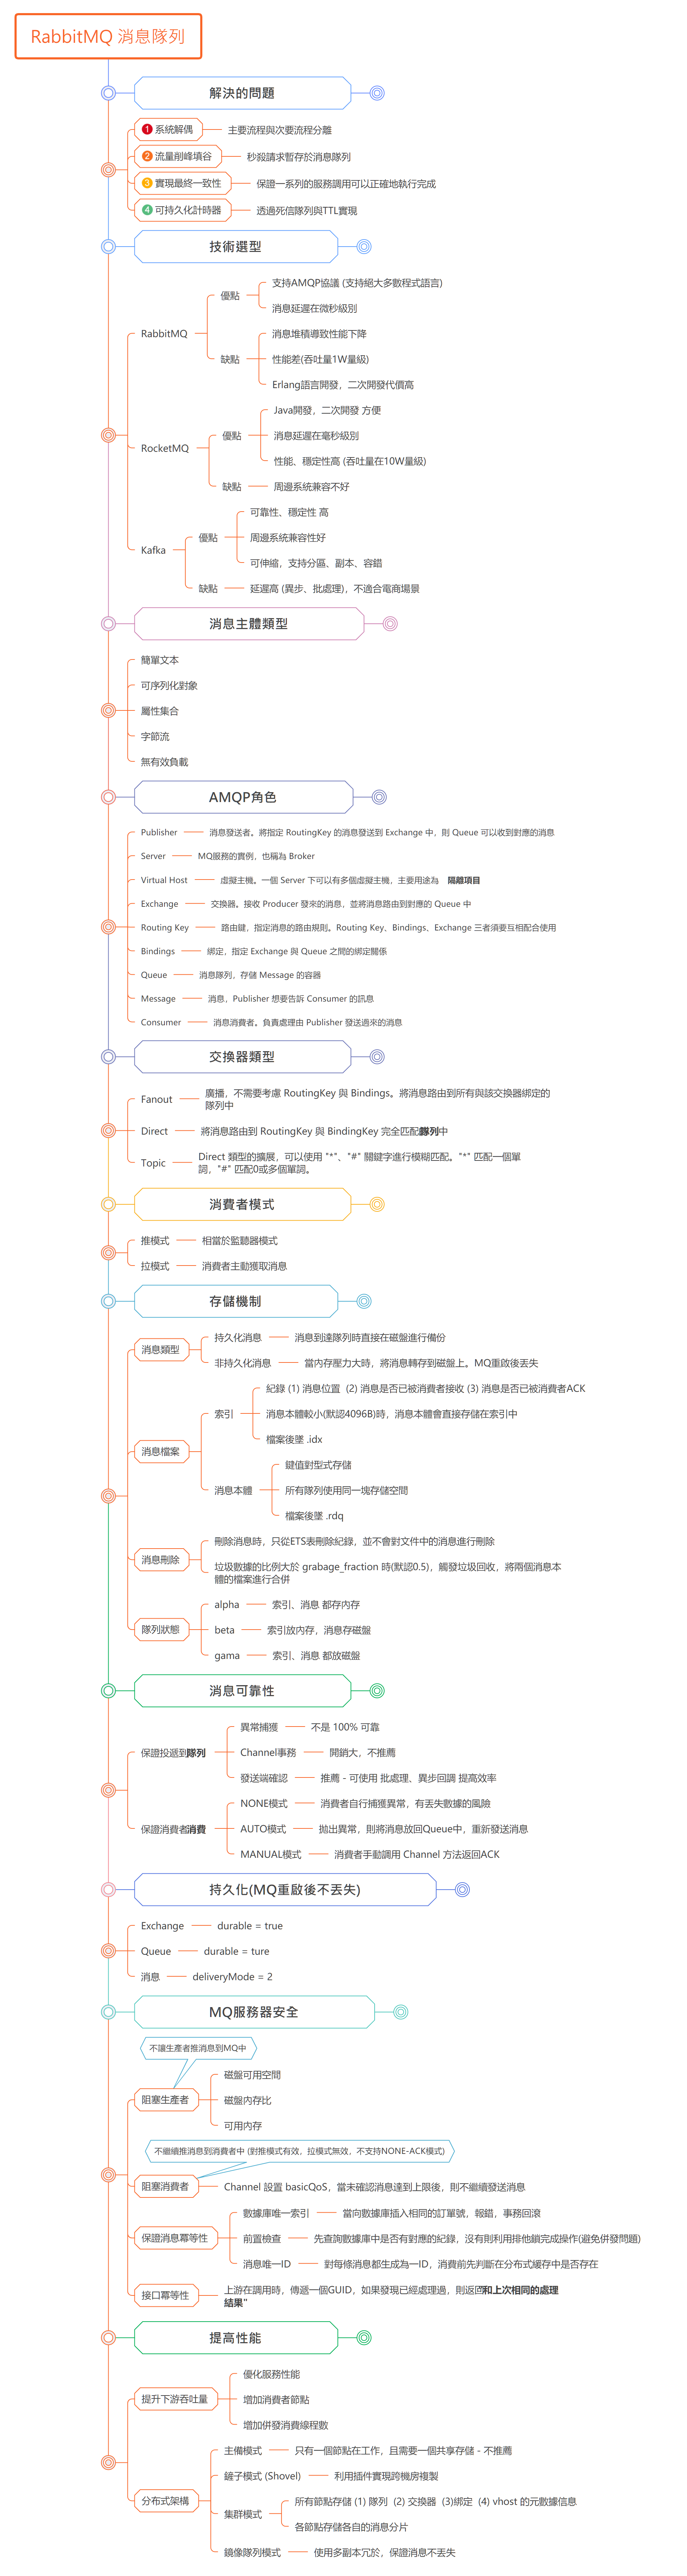 RabbitMQ 消息隊列
解決的問題
1 系統解偶
主要流程與次要流程分離
2 流量削峰填谷
秒殺請求暫存於消息隊列
3 實現最終一致性
保證一系列的服務調用可以正確地執行完成
4 可持久化計時器
透過死信隊列與TTL實現
技術選型
RabbitMQ
優點
支持AMQP協議 (支持絕大多數程式語言)
消息延遲在微秒級別
缺點
消息堆積導致性能下降
性能差(吞吐量1W量級)
Erlang語言開發，二次開發代價高
RocketMQ
優點
Java開發，二次開發 方便
消息延遲在毫秒級別
性能、穩定性高 (吞吐量在10W量級)
缺點
周邊系統兼容不好
Kafka
優點
可靠性、穩定性 高
周邊系統兼容性好
可伸縮，支持分區、副本、容錯
缺點
延遲高 (異步、批處理)，不適合電商場景
消息主體類型
簡單文本
可序列化對象
屬性集合
字節流
無有效負載
AMQP角色
Publisher
消息發送者。將指定 RoutingKey 的消息發送到 Exchange 中，則 Queue 可以收到對應的消息
Server
MQ服務的實例，也稱為 Broker
Virtual Host
虛擬主機。一個 Server 下可以有多個虛擬主機，主要用途為 隔離項目
Exchange
交換器。接收 Producer 發來的消息，並將消息路由到對應的 Queue 中
Routing Key
路由鍵，指定消息的路由規則。Routing Key、Bindings、Exchange 三者須要互相配合使用
Bindings
綁定，指定 Exchange 與 Queue 之間的綁定關係
Queue
消息隊列，存儲 Message 的容器
Message
消息，Publisher 想要告訴 Consumer 的訊息
Consumer
消息消費者。負責處理由 Publisher 發送過來的消息
交換器類型
Fanout
廣播，不需要考慮 RoutingKey 與 Bindings。將消息路由到所有與該交換器綁定的
隊列中
Direct
將消息路由到 RoutingKey 與 BindingKey 完全匹配的隊列中
Topic
Direct 類型的擴展，可以使用 "*"、"#" 關鍵字進行模糊匹配。"*" 匹配一個單
詞，"#" 匹配0或多個單詞。
消費者模式
推模式
相當於監聽器模式
拉模式
消費者主動獲取消息
存儲機制
消息類型
持久化消息
消息到達隊列時直接在磁盤進行備份
非持久化消息
當內存壓力大時，將消息轉存到磁盤上。MQ重啟後丟失
消息檔案
索引
紀錄 (1) 消息位置 (2) 消息是否已被消費者接收 (3) 消息是否已被消費者ACK
消息本體較小(默認4096B)時，消息本體會直接存儲在索引中
檔案後墜 .idx
消息本體
鍵值對型式存儲
所有隊列使用同一塊存儲空間
檔案後墜 .rdq
消息刪除
刪除消息時，只從ETS表刪除紀錄，並不會對文件中的消息進行刪除
垃圾數據的比例大於 grabage_fraction 時(默認0.5)，觸發垃圾回收，將兩個消息本
體的檔案進行合併
隊列狀態
alpha
索引、消息 都存內存
beta
索引放內存，消息存磁盤
gama
索引、消息 都放磁盤
消息可靠性
保證投遞到隊列
異常捕獲
不是 100% 可靠
Channel事務
開銷大，不推薦
發送端確認
推薦 - 可使用 批處理、異步回調 提高效率
保證消費者消費
NONE模式
消費者自行捕獲異常，有丟失數據的風險
AUTO模式
拋出異常，則將消息放回Queue中，重新發送消息
MANUAL模式
消費者手動調用 Channel 方法返回ACK
持久化(MQ重啟後不丟失)
Exchange
durable = true
Queue
durable = ture
消息
deliveryMode = 2
MQ服務器安全
不讓生產者推消息到MQ中
阻塞生產者
磁盤可用空間
磁盤內存比
可用內存
不繼續推消息到消費者中 (對推模式有效，拉模式無效，不支持NONE-ACK模式)
阻塞消費者
Channel 設置 basicQoS，當未確認消息達到上限後，則不繼續發送消息
保證消息冪等性
數據庫唯一索引
當向數據庫插入相同的訂單號，報錯，事務回滾
前置檢查
先查詢數據庫中是否有對應的紀錄，沒有則利用排他鎖完成操作(避免併發問題)
消息唯一ID
對每條消息都生成為一ID，消費前先判斷在分布式緩存中是否存在
接口冪等性
上游在調用時，傳遞一個GUID，如果發現已經處理過，則返回"和上次相同的處理
結果"
提高性能
提升下游吞吐量
優化服務性能
增加消費者節點
增加併發消費線程數
分布式架構
主備模式
只有一個節點在工作，且需要一個共享存儲 - 不推薦
鏟子模式 (Shovel)
利用插件實現跨機房複製
集群模式
所有節點存儲 (1) 隊列 (2) 交換器 (3)綁定 (4) vhost 的元數據信息
各節點存儲各自的消息分片
鏡像隊列模式
使用多副本冗於，保證消息不丟失